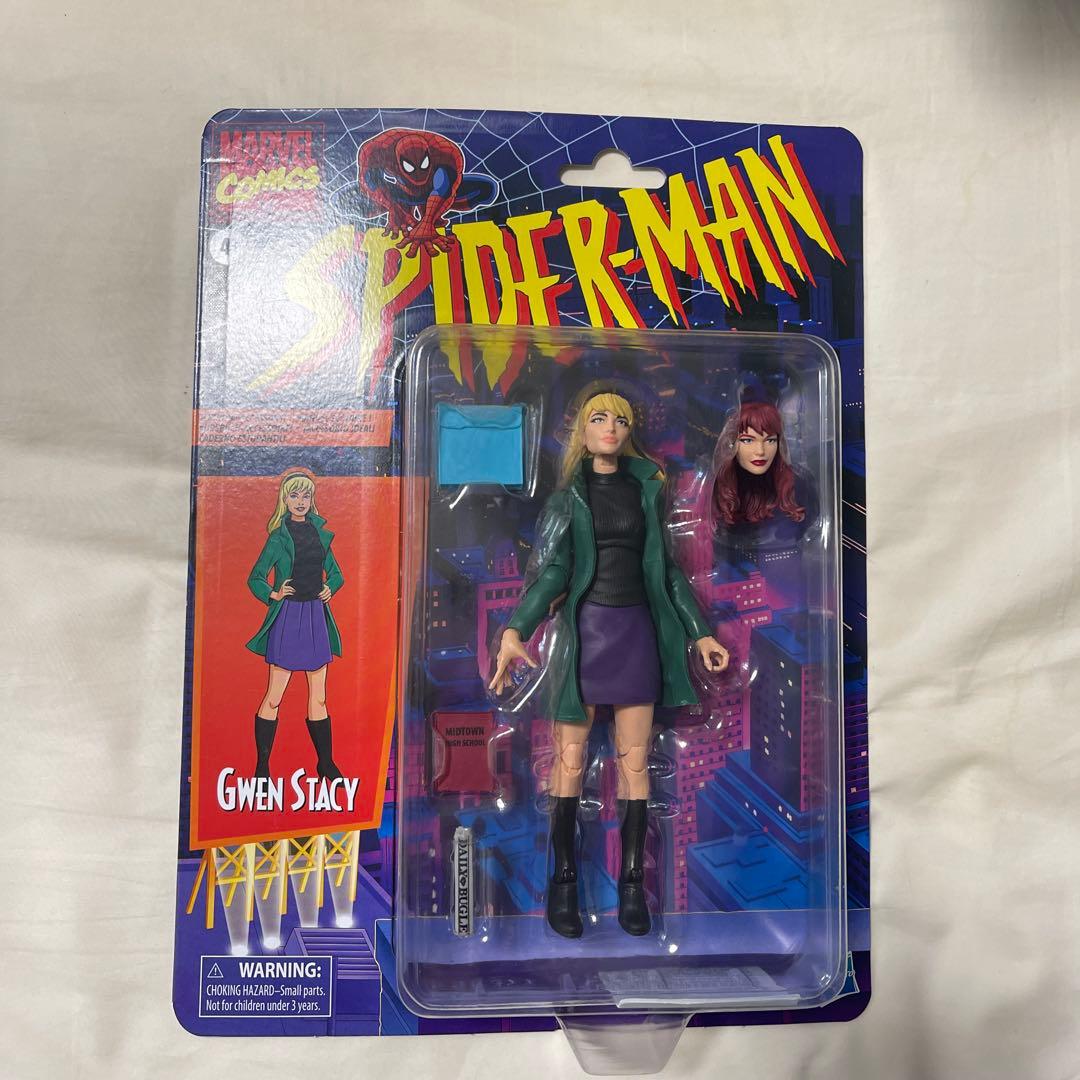 MARVEL
COMICS
SPIDER-MAN
4
GWEN STACY
MIDTOWN
HIGH SCHOOL
DAILY BUGLE
WARNING:
CHOKING HAZARD–Small parts.
Not for children under 3 years.